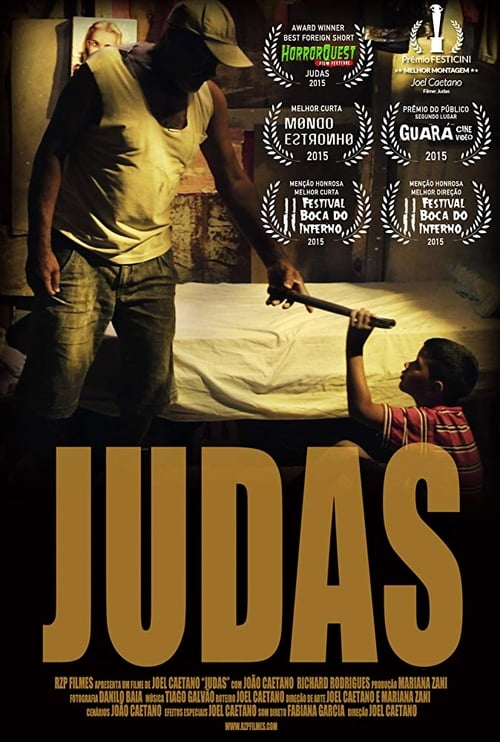 AWARD WINNER
BEST FOREIGN SHORT
HORRORQUEST
FILM FESTIVAL
JUDAS
2015
Prêmio FESTICINI
MELHOR MONTAGEM
Joel Caetano
Filme: Judas
MELHOR CURTA
MONDO
ESTRONHO
2015
PRÊMIO DO PÚBLICO
SEGUNDO LUGAR
GUARÁ CINE VÍDEO
2015
MENÇÃO HONROSA
MELHOR CURTA
FESTIVAL
BOCA DO
INFERNO
2015
MENÇÃO HONROSA
MELHOR DIREÇÃO
FESTIVAL
BOCA DO
INFERNO
2015
JUDAS
RZP FILMES APRESENTA UM FILME DE JOEL CAETANO "JUDAS" COM JOÃO CAETANO RICHARD RODRIGUES PRODUÇÃO MARIANA ZANI
FOTOGRAFIA DANILO BAIA MÚSICA TIAGO GALVÃO ROTEIRO JOEL CAETANO DIREÇÃO DE ARTE JOEL CAETANO E MARIANA ZANI
CENÁRIOS JOÃO CAETANO EFEITOS ESPECIAIS JOEL CAETANO SOM DIRETO FABIANA GARCIA DIREÇÃO JOEL CAETANO
WWW.RZPFILMES.COM